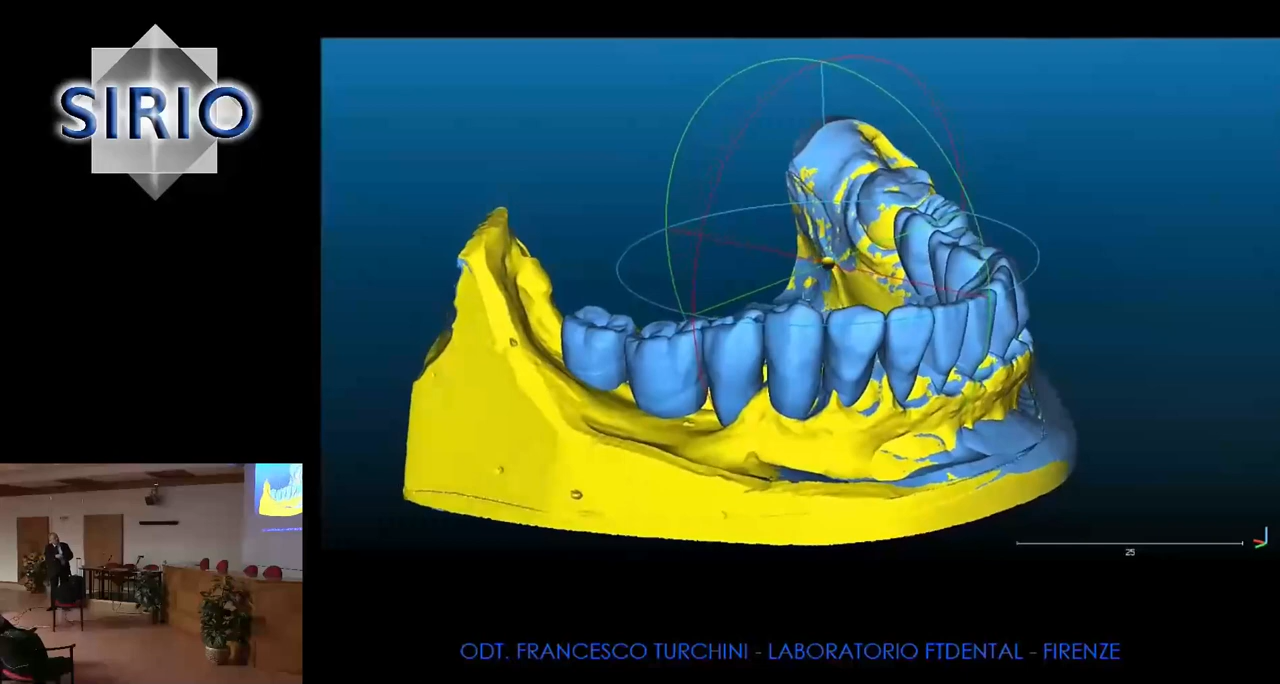 SIRIO
25
ODT. FRANCESCO TURCHINI - LABORATORIO FTDENTAL - FIRENZE